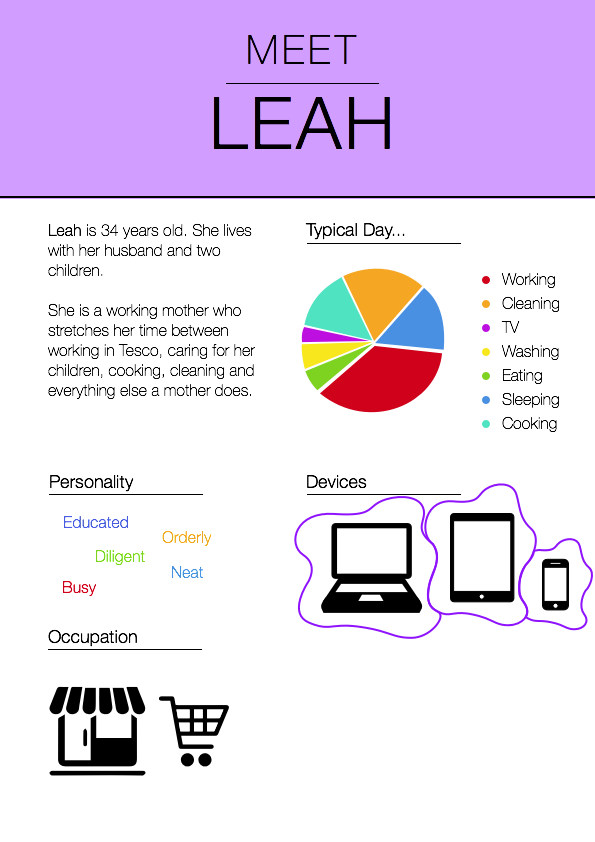 MEET
LEAH
Leah is 34 years old. She lives
with her husband and two
children.
She is a working mother who
stretches her time between
working in Tesco, caring for her
children, cooking, cleaning and
everything else a mother does.
Typical Day...
Working
Cleaning
TV
Washing
Eating
Sleeping
Cooking
Personality
Educated
Orderly
Diligent
Neat
Busy
Devices
Occupation